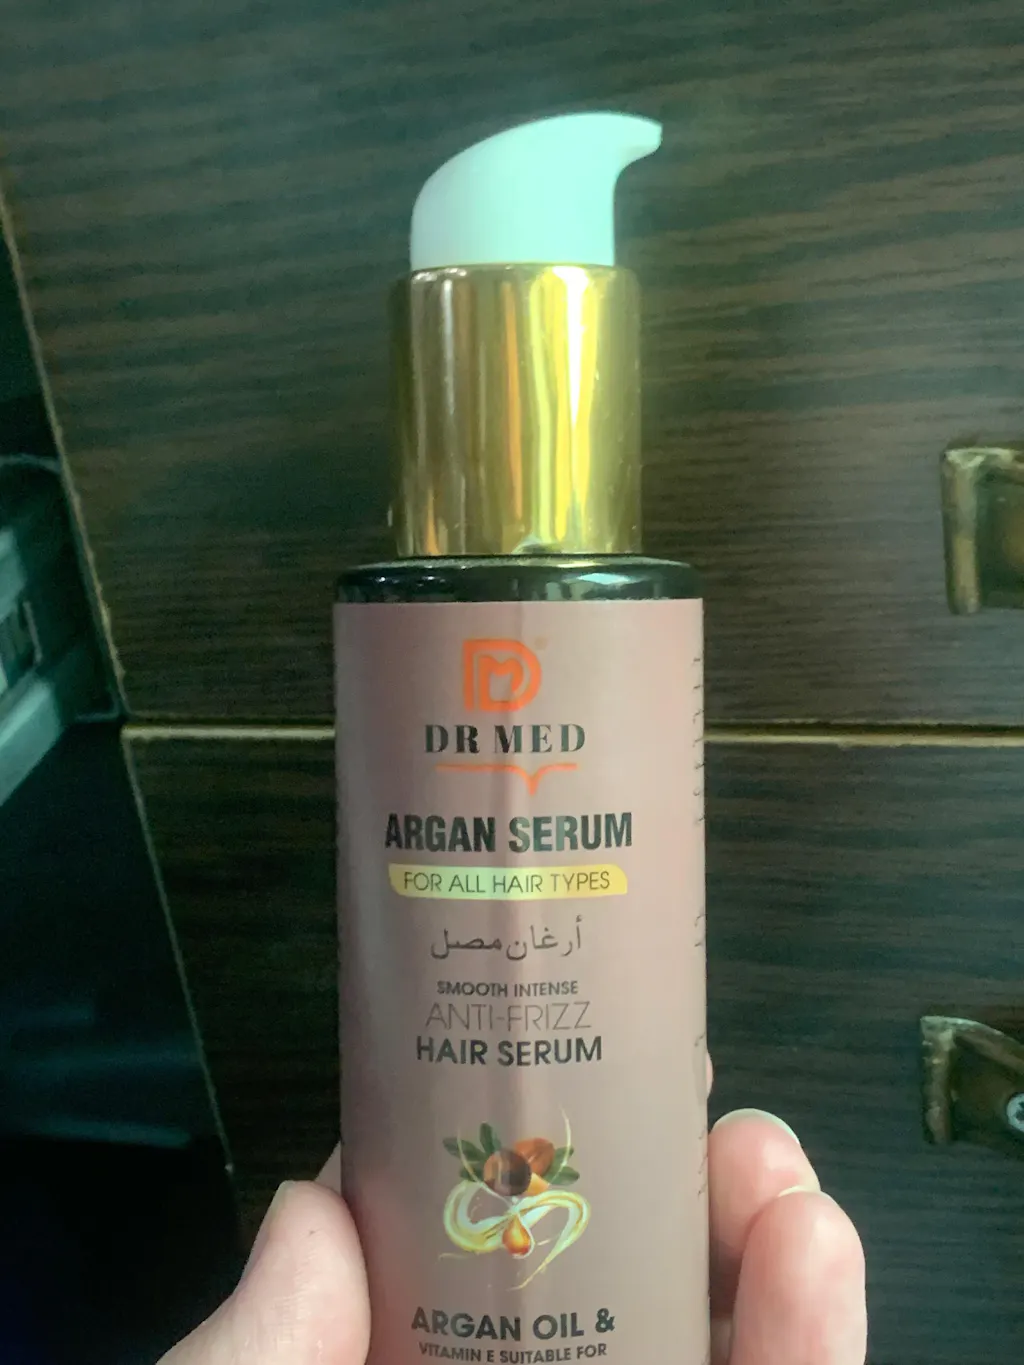 DR MED
ARGAN SERUM
FOR ALL HAIR TYPES
أرغان مصل
SMOOTH INTENSE
ANTI-FRIZZ
HAIR SERUM
ARGAN OIL &
VITAMIN E SUITABLE FOR